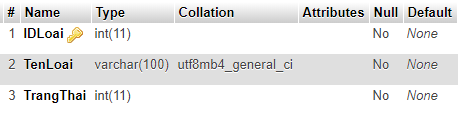 # Name Type Collation Attributes Null Default
1 IDLoai int(11) No None
2 TenLoai varchar(100) utf8mb4_general_ci No None
3 TrangThai int(11) No None